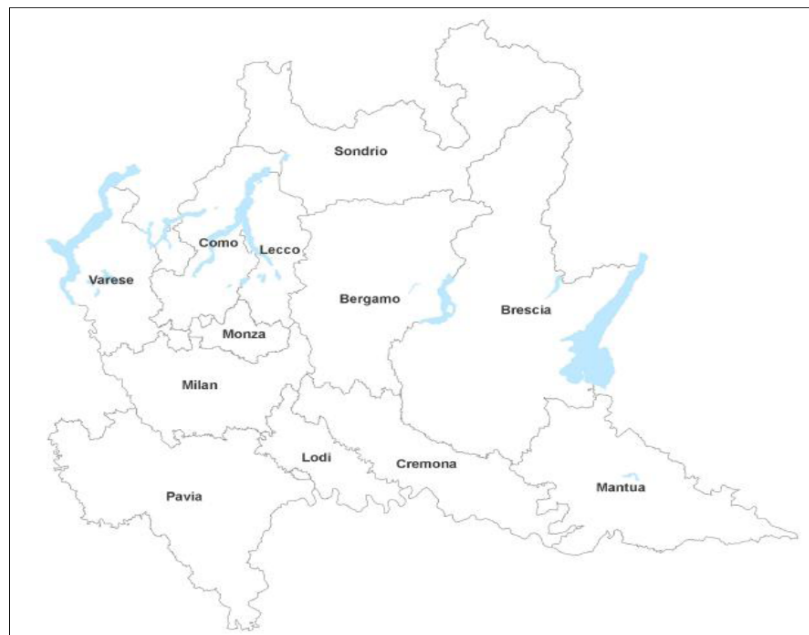 Sondrio
Como
Lecco
Varese
Bergamo
Brescia
Monza
Milan
Lodi
Cremona
Mantua
Pavia